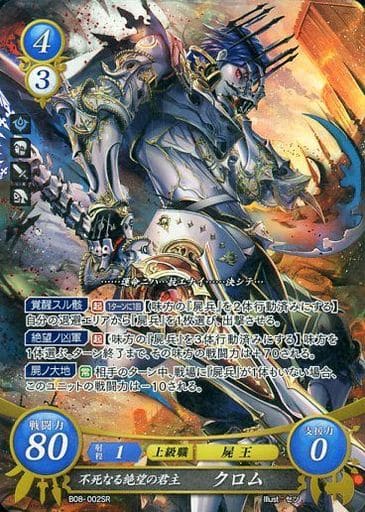 4
3
……運命ニハ…抗エナイ……決シテ…
覚醒スル骸 起 1ターンに1回 【味方の『屍兵』を2体行動済みにする】
自分の退避エリアから『屍兵』を1枚選び、出撃させる。
絶望ノ凶軍 起 【味方の『屍兵』を3体行動済みにする】味方を
1体選ぶ。ターン終了まで、その味方の戦闘力は+70される。
屍ノ大地 常 相手のターン中、戦場に『屍兵』が1体もいない場合、
このユニットの戦闘力は-10される。
戦闘力
80
射程 1
上級職
屍王
支援力
0
不死なる絶望の君主 クロム
B08-002SR
Illust セツ